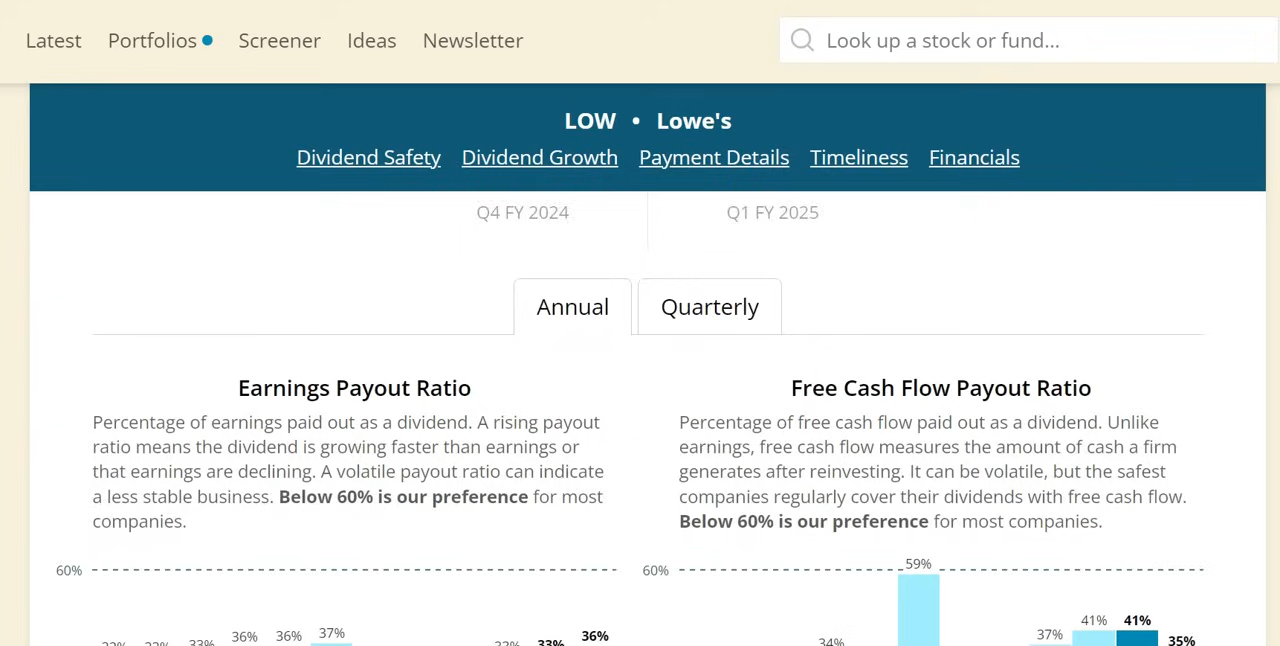 Latest Portfolios Screener Ideas Newsletter Look up a stock or fund...
LOW • Lowe's
Dividend Safety Dividend Growth Payment Details Timeliness Financials
Q4 FY 2024 Q1 FY 2025
Annual Quarterly
Earnings Payout Ratio
Percentage of earnings paid out as a dividend. A rising payout
ratio means the dividend is growing faster than earnings or
that earnings are declining. A volatile payout ratio can indicate
a less stable business. Below 60% is our preference for most
companies.
60%
36% 36% 37% 33% 36%
Free Cash Flow Payout Ratio
Percentage of free cash flow paid out as a dividend. Unlike
earnings, free cash flow measures the amount of cash a firm
generates after reinvesting. It can be volatile, but the safest
companies regularly cover their dividends with free cash flow.
Below 60% is our preference for most companies.
60%
59%
34% 37% 41% 41% 35%